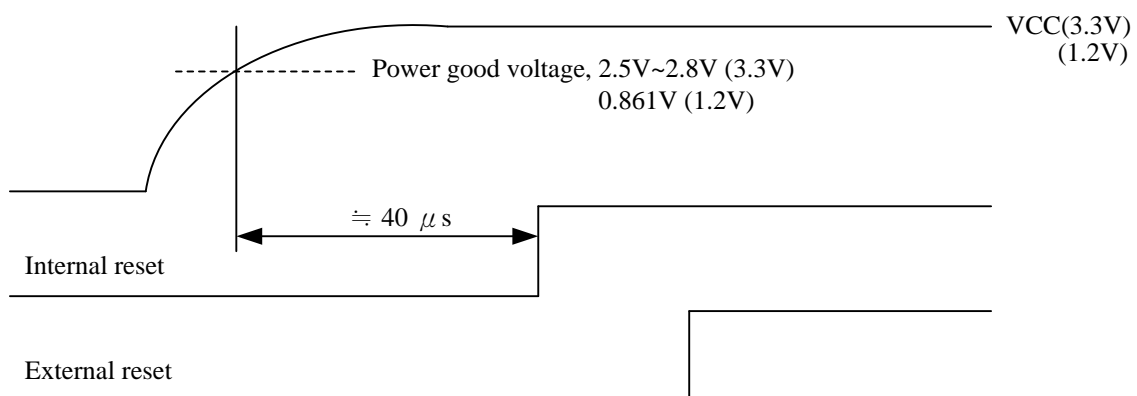 VCC(3.3V)
(1.2V)
Power good voltage, 2.5V~2.8V (3.3V)
0.861V (1.2V)
≒ 40 μs
Internal reset
External reset